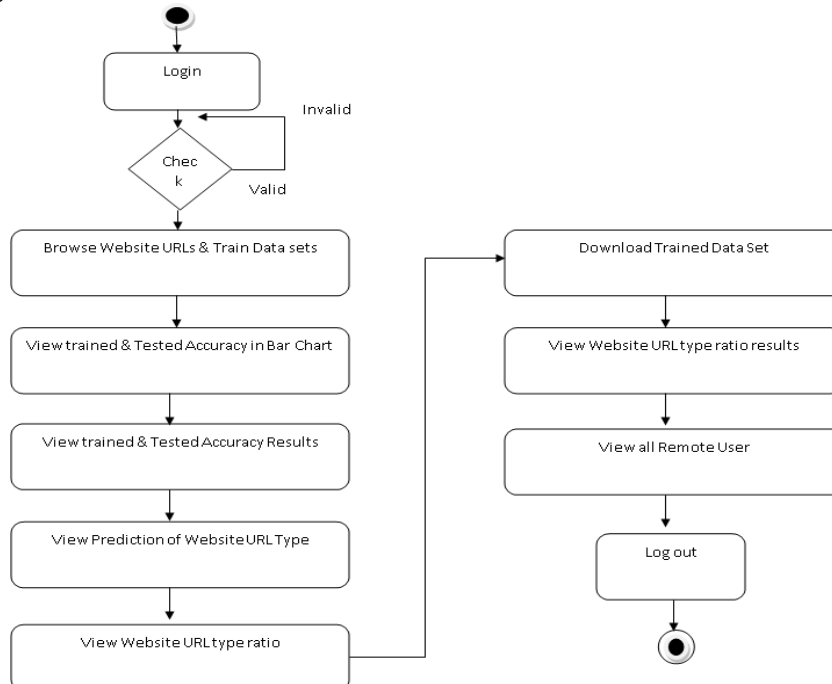 Login
Invalid
Chec
k
Valid
Browse Website URLs & Train Data sets
View trained & Tested Accuracy in Bar Chart
View trained & Tested Accuracy Results
View Prediction of Website URL Type
View Website URL type ratio
Download Trained Data Set
View Website URL type ratio results
View all Remote User
Log out